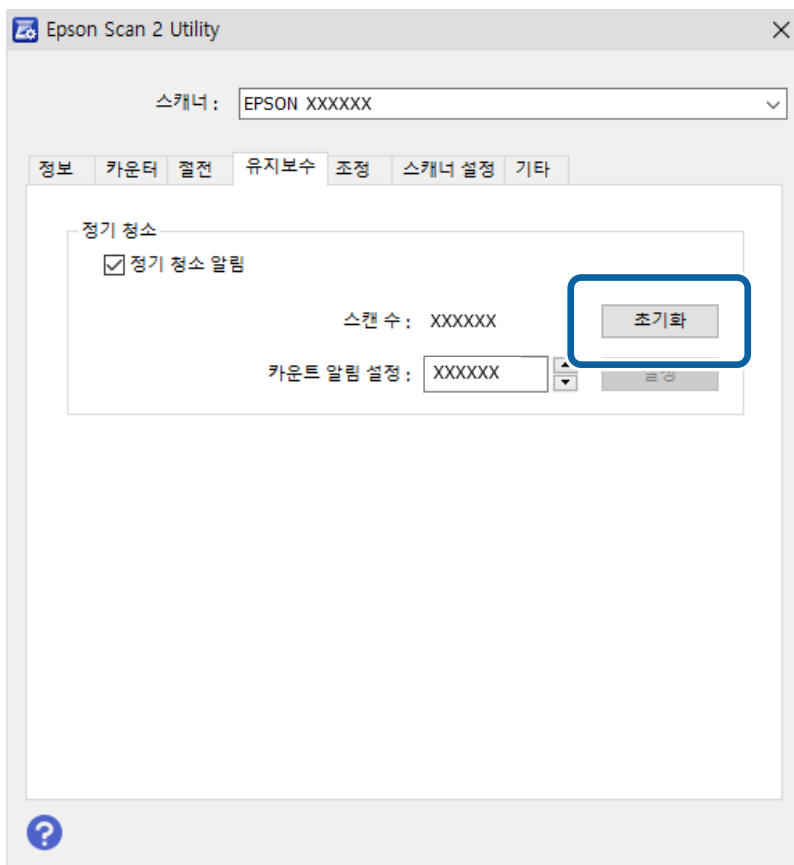 Epson Scan 2 Utility
스캐너 : EPSON XXXXXX
정보 카운터 절전 유지보수 조정 스캐너 설정 기타
정기 청소
정기 청소 알림
스캔 수 : XXXXXX 초기화
카운트 알림 설정 : XXXXXX